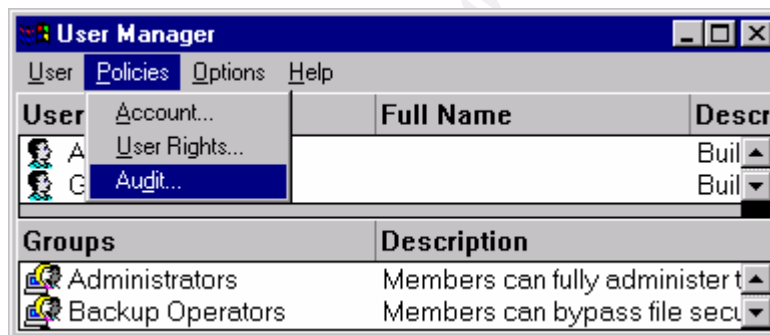 User Manager
User Policies Options Help
User Full Name Descr
Account...
A Buil
User Rights...
G Buil
Audit...
Groups Description
Administrators Members can fully administer t
Backup Operators Members can bypass file secu